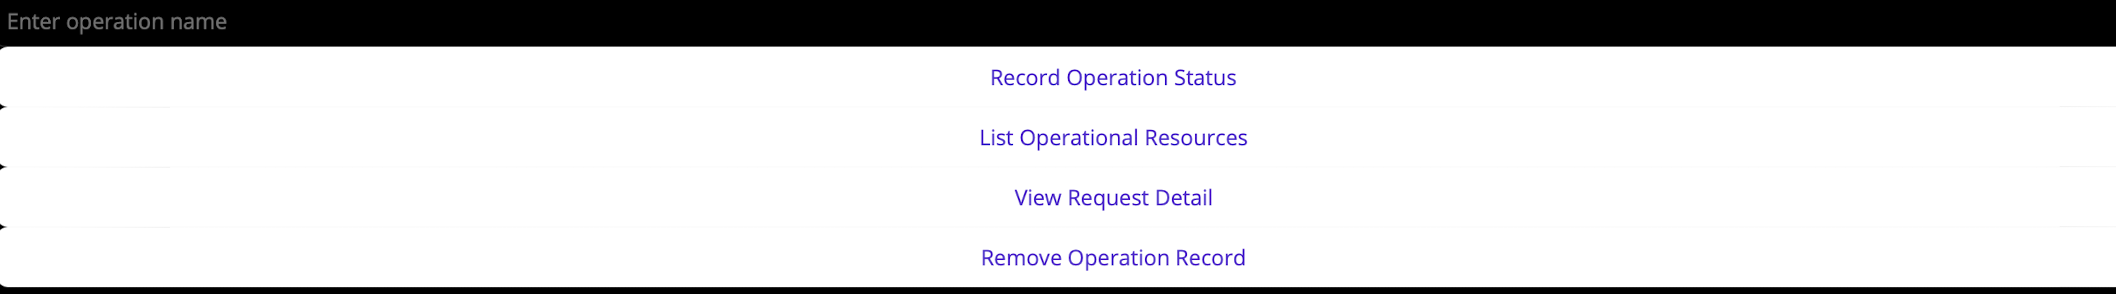 Enter operation name
Record Operation Status
List Operational Resources
View Request Detail
Remove Operation Record